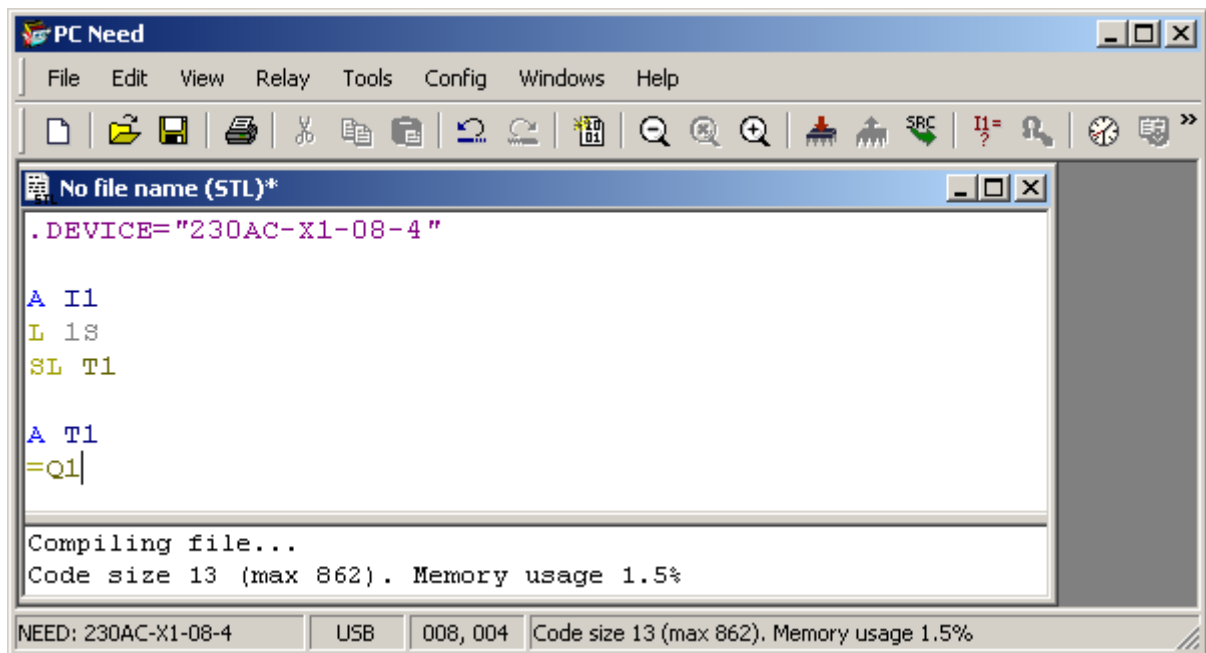 PC Need
File Edit View Relay Tools Config Windows Help
SRC I1= ? »
No file name (STL)*
.DEVICE="230AC-X1-08-4"
A I1
L 1S
SL T1
A T1
=Q1
Compiling file...
Code size 13 (max 862). Memory usage 1.5%
NEED: 230AC-X1-08-4 USB 008, 004 Code size 13 (max 862). Memory usage 1.5%